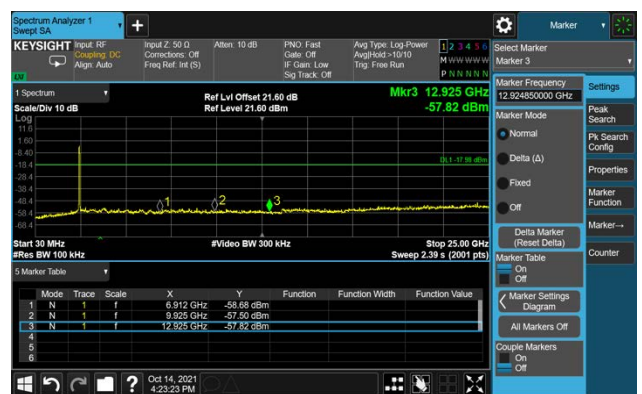 Spectrum Analyzer 1
Swept SA
Marker
KEYSIGHT
Input: RF
Coupling: DC
Align: Auto
Input Z: 50 Ω
Corrections: Off
Freq Ref: Int (S)
Atten: 10 dB
PNO: Fast
Gate: Off
IF Gain: Low
Sig Track: Off
Avg Type: Log-Power
Avg|Hold:>10/10
Trig: Free Run
1 2 3 4 5 6
M W W W W W
P N N N N N
Select Marker
Marker 3
LV
1 Spectrum
Scale/Div 10 dB
Ref Lvl Offset 21.60 dB
Ref Level 21.60 dBm
Mkr3 12.925 GHz
-57.82 dBm
Log
11.6
1.60
-8.40
-18.4
-28.4
-38.4
-48.4
-58.4
-68.4
DL1 -17.98 dBm
1
2
3
Start 30 MHz
#Res BW 100 kHz
#Video BW 300 kHz
Stop 25.00 GHz
Sweep 2.39 s (2001 pts)
5 Marker Table
Mode Trace Scale X Y Function Function Width Function Value
1 N 1 f 6.912 GHz -58.68 dBm
2 N 1 f 9.925 GHz -57.50 dBm
3 N 1 f 12.925 GHz -57.82 dBm
4
5
6
Marker Frequency
12.924850000 GHz
Marker Mode
Normal
Delta (Δ)
Fixed
Off
Delta Marker
(Reset Delta)
Marker Table
On
Off
Marker Settings
Diagram
All Markers Off
Couple Markers
On
Off
Settings
Peak
Search
Pk Search
Config
Properties
Marker
Function
Marker→
Counter
?
Oct 14, 2021
4:23:23 PM